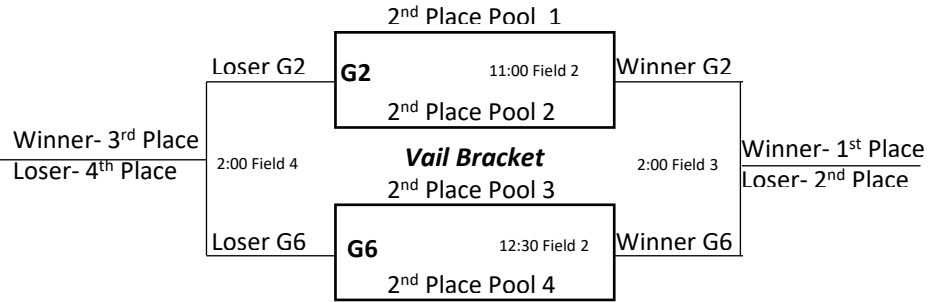 2nd Place Pool 1
Loser G2
G2
11:00 Field 2
Winner G2
2nd Place Pool 2
Winner- 3rd Place
Loser- 4th Place
2:00 Field 4
Vail Bracket
2:00 Field 3
Winner- 1st Place
Loser- 2nd Place
2nd Place Pool 3
Loser G6
G6
12:30 Field 2
Winner G6
2nd Place Pool 4